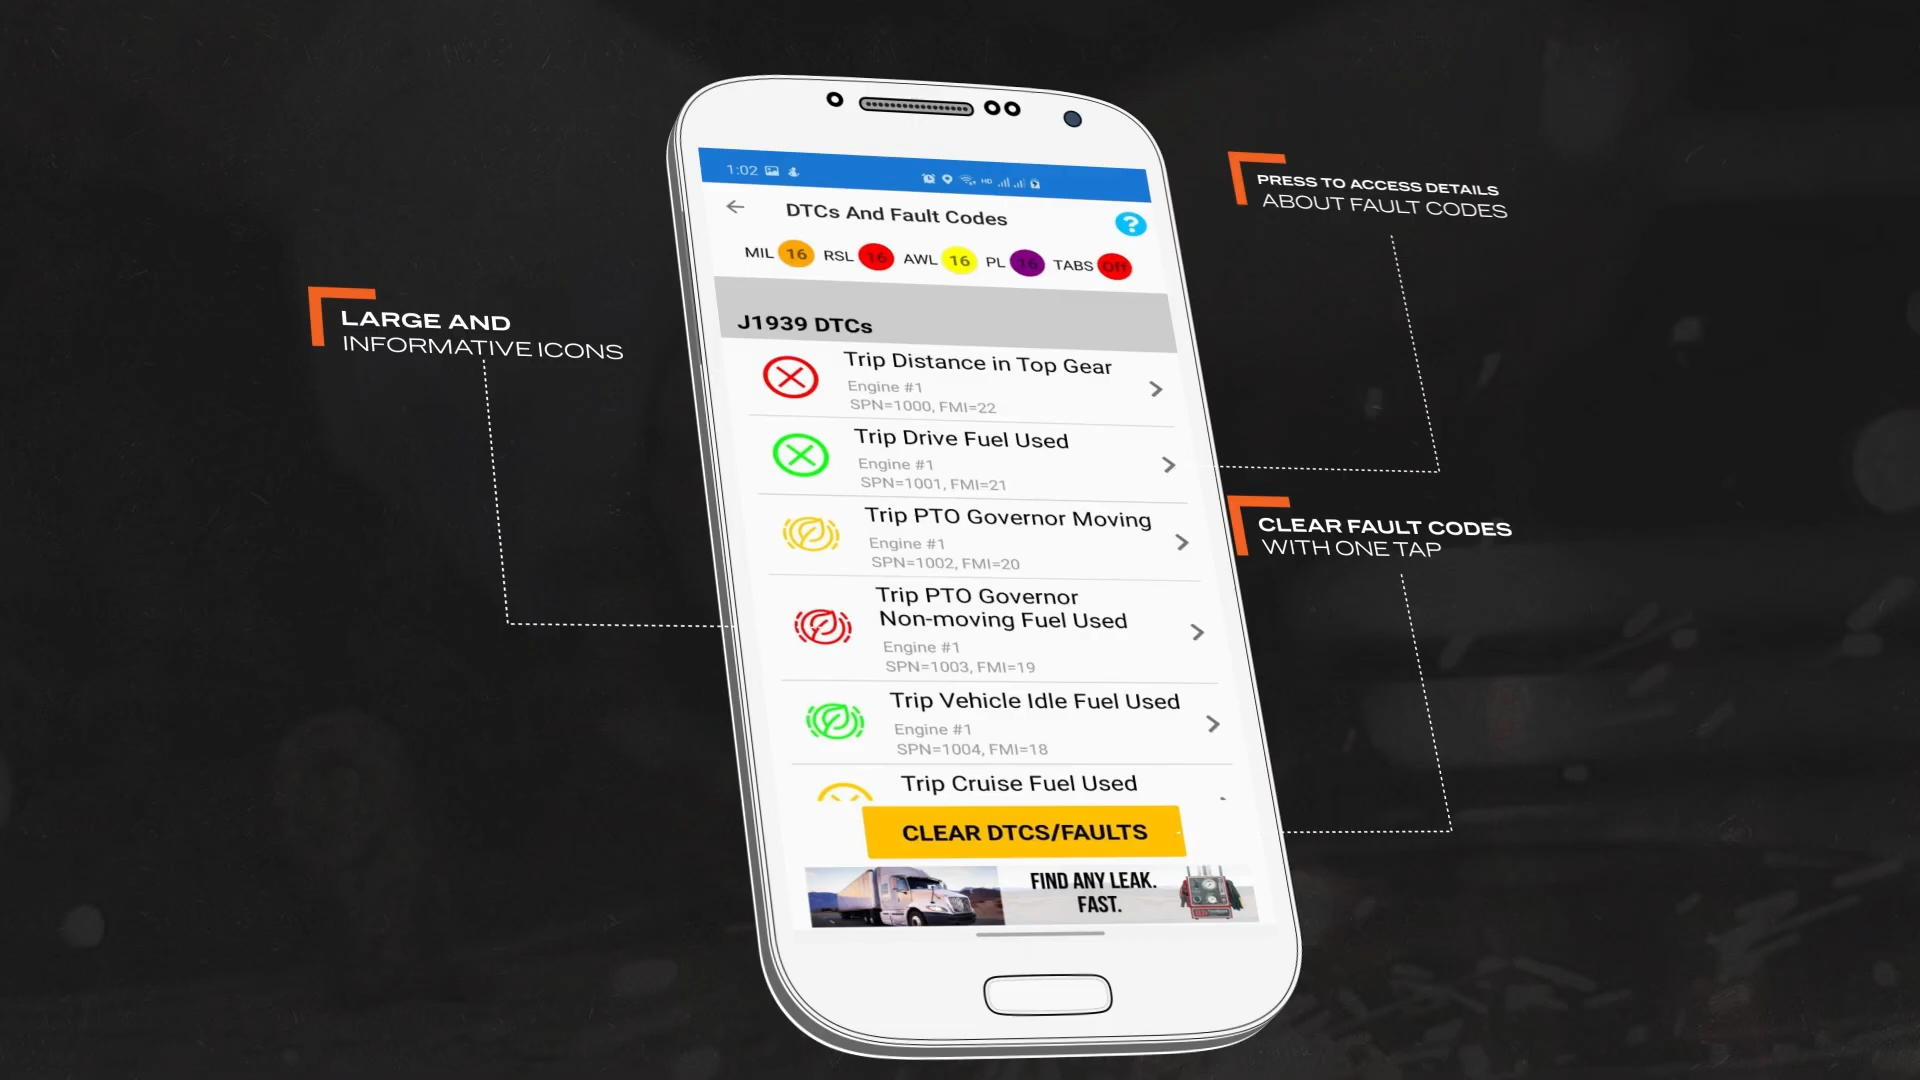 1:02
HD
DTCs And Fault Codes
?
MIL 16 RSL 16 AWL 16 PL 16 TABS Off
J1939 DTCs
Trip Distance in Top Gear
Engine #1
SPN=1000, FMI=22
Trip Drive Fuel Used
Engine #1
SPN=1001, FMI=21
Trip PTO Governor Moving
Engine #1
SPN=1002, FMI=20
Trip PTO Governor
Non-moving Fuel Used
Engine #1
SPN=1003, FMI=19
Trip Vehicle Idle Fuel Used
Engine #1
SPN=1004, FMI=18
Trip Cruise Fuel Used
CLEAR DTCS/FAULTS
FIND ANY LEAK.
FAST.
LARGE AND
INFORMATIVE ICONS
PRESS TO ACCESS DETAILS
ABOUT FAULT CODES
CLEAR FAULT CODES
WITH ONE TAP